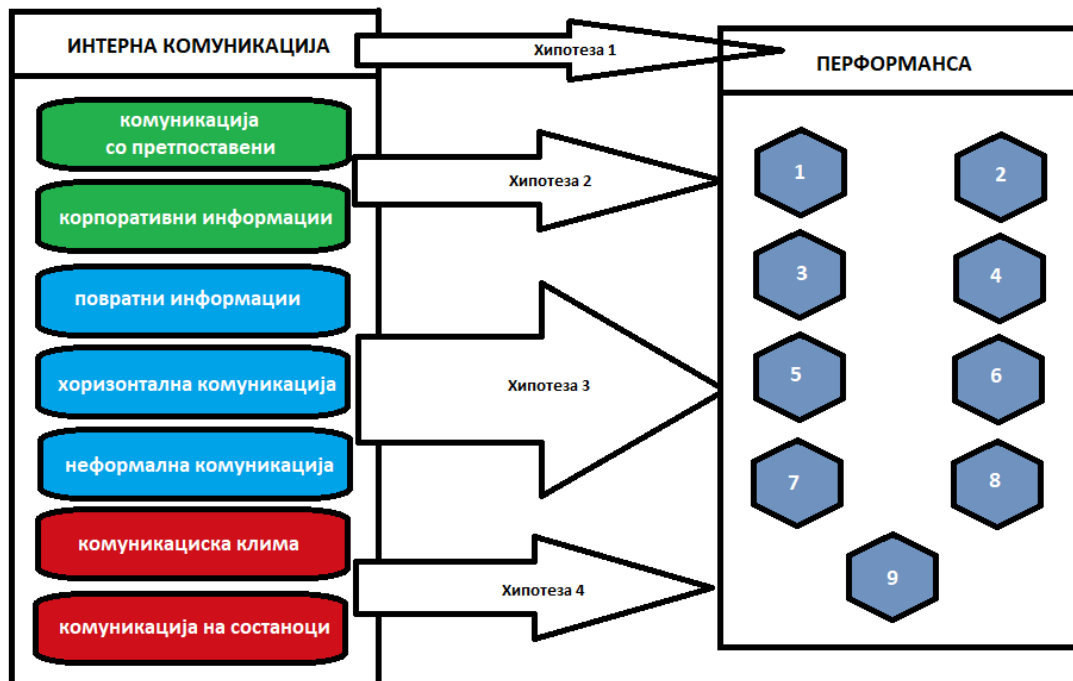 ИНТЕРНА КОМУНИКАЦИЈА
Хипотеза 1
ПЕРФОРМАНСА
комуникација
со претпоставени
Хипотеза 2
корпоративни информации
повратни информации
хоризонтална комуникација
Хипотеза 3
неформална комуникација
комуникациска клима
Хипотеза 4
комуникација на состаноци
1
2
3
4
5
6
7
8
9